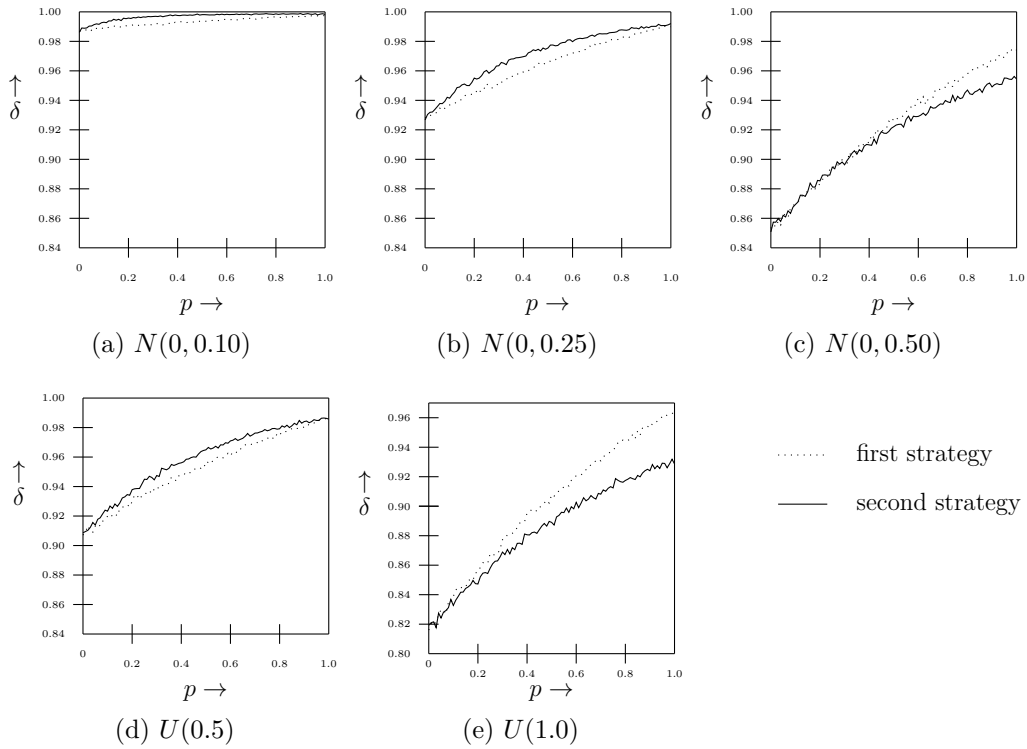 1.00
0.98
0.96
0.94
0.92
0.90
0.88
0.86
0.84
δ →
0 0.2 0.4 0.6 0.8 1.0
p →
(a) N(0, 0.10)
1.00
0.98
0.96
0.94
0.92
0.90
0.88
0.86
0.84
δ →
0 0.2 0.4 0.6 0.8 1.0
p →
(b) N(0, 0.25)
1.00
0.98
0.96
0.94
0.92
0.90
0.88
0.86
0.84
δ →
0 0.2 0.4 0.6 0.8 1.0
p →
(c) N(0, 0.50)
1.00
0.98
0.96
0.94
0.92
0.90
0.88
0.86
0.84
δ →
0 0.2 0.4 0.6 0.8 1.0
p →
(d) U(0.5)
0.96
0.94
0.92
0.90
0.88
0.86
0.84
0.82
0.80
δ →
0 0.2 0.4 0.6 0.8 1.0
p →
(e) U(1.0)
first strategy
second strategy